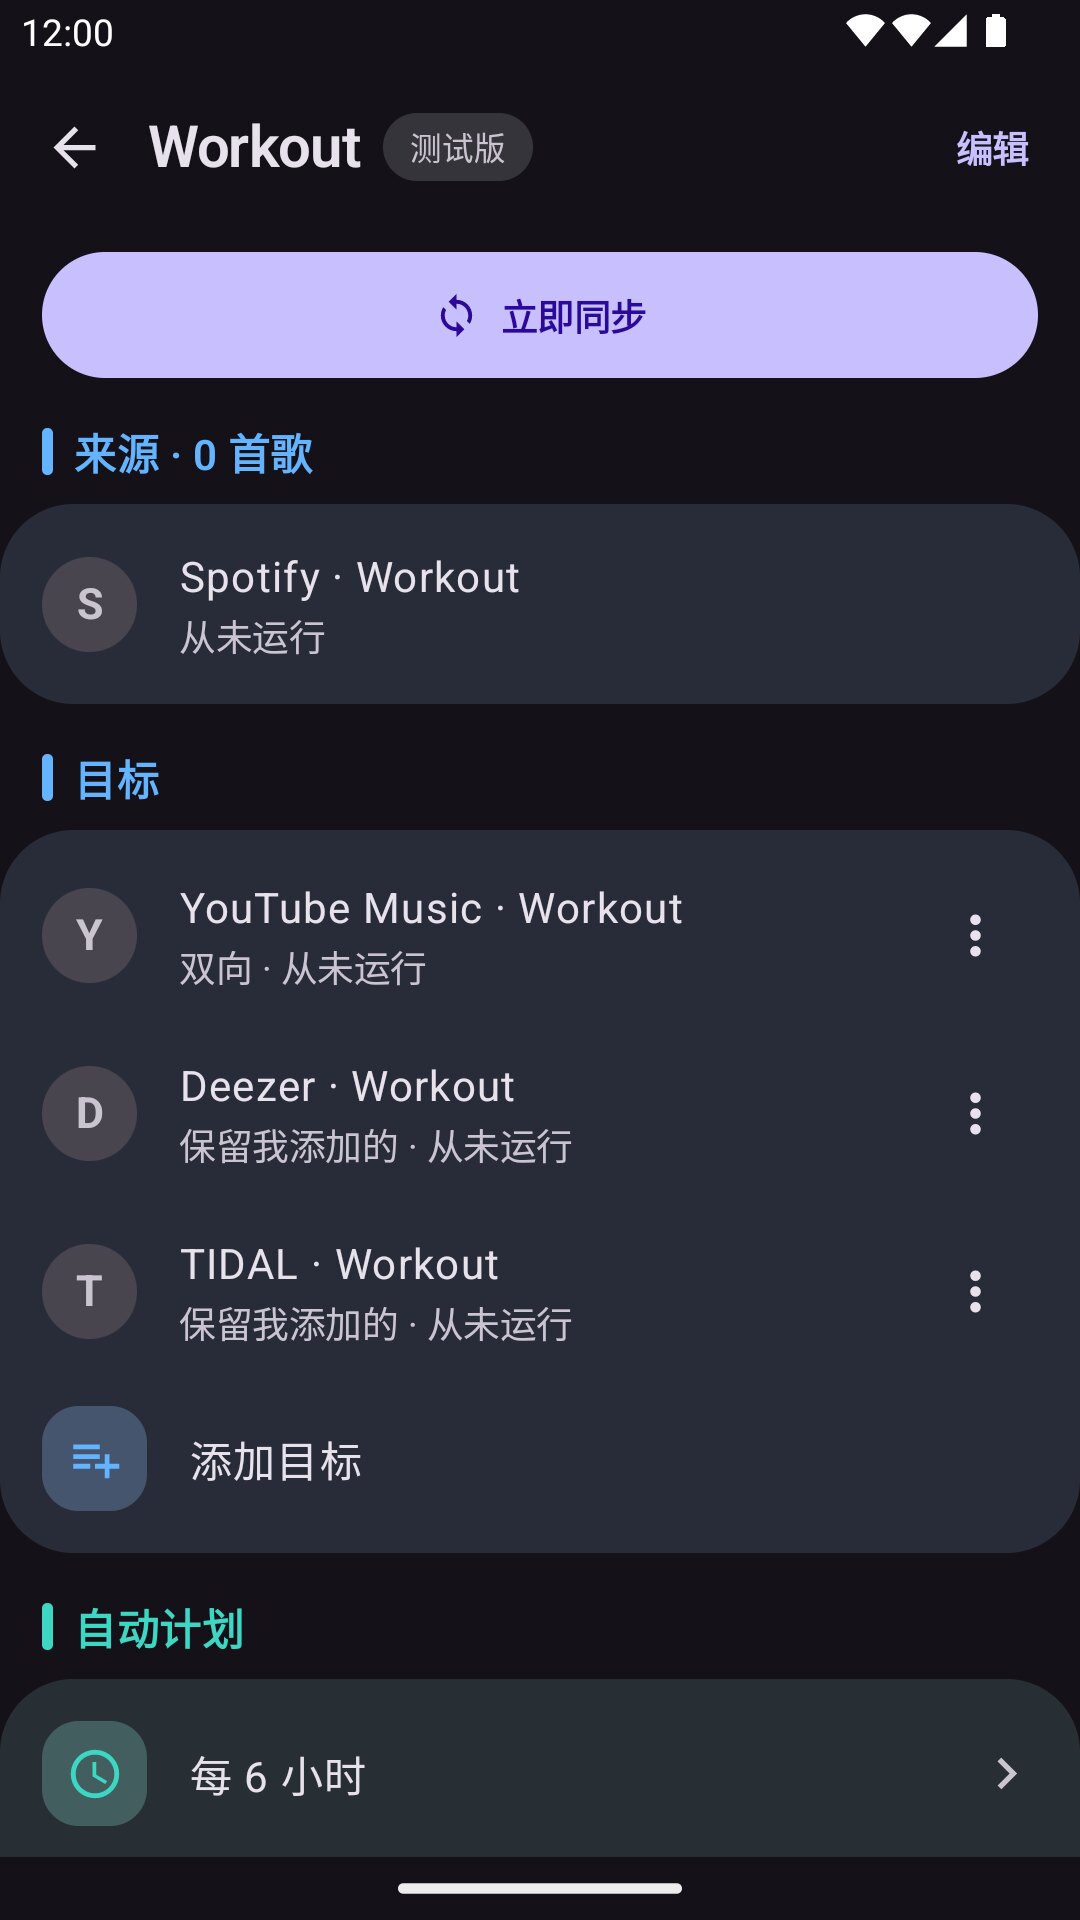 12:00
Workout 测试版 编辑
立即同步
来源 · 0 首歌
S
Spotify · Workout
从未运行
目标
Y
YouTube Music · Workout
双向 · 从未运行
D
Deezer · Workout
保留我添加的 · 从未运行
T
TIDAL · Workout
保留我添加的 · 从未运行
添加目标
自动计划
每 6 小时